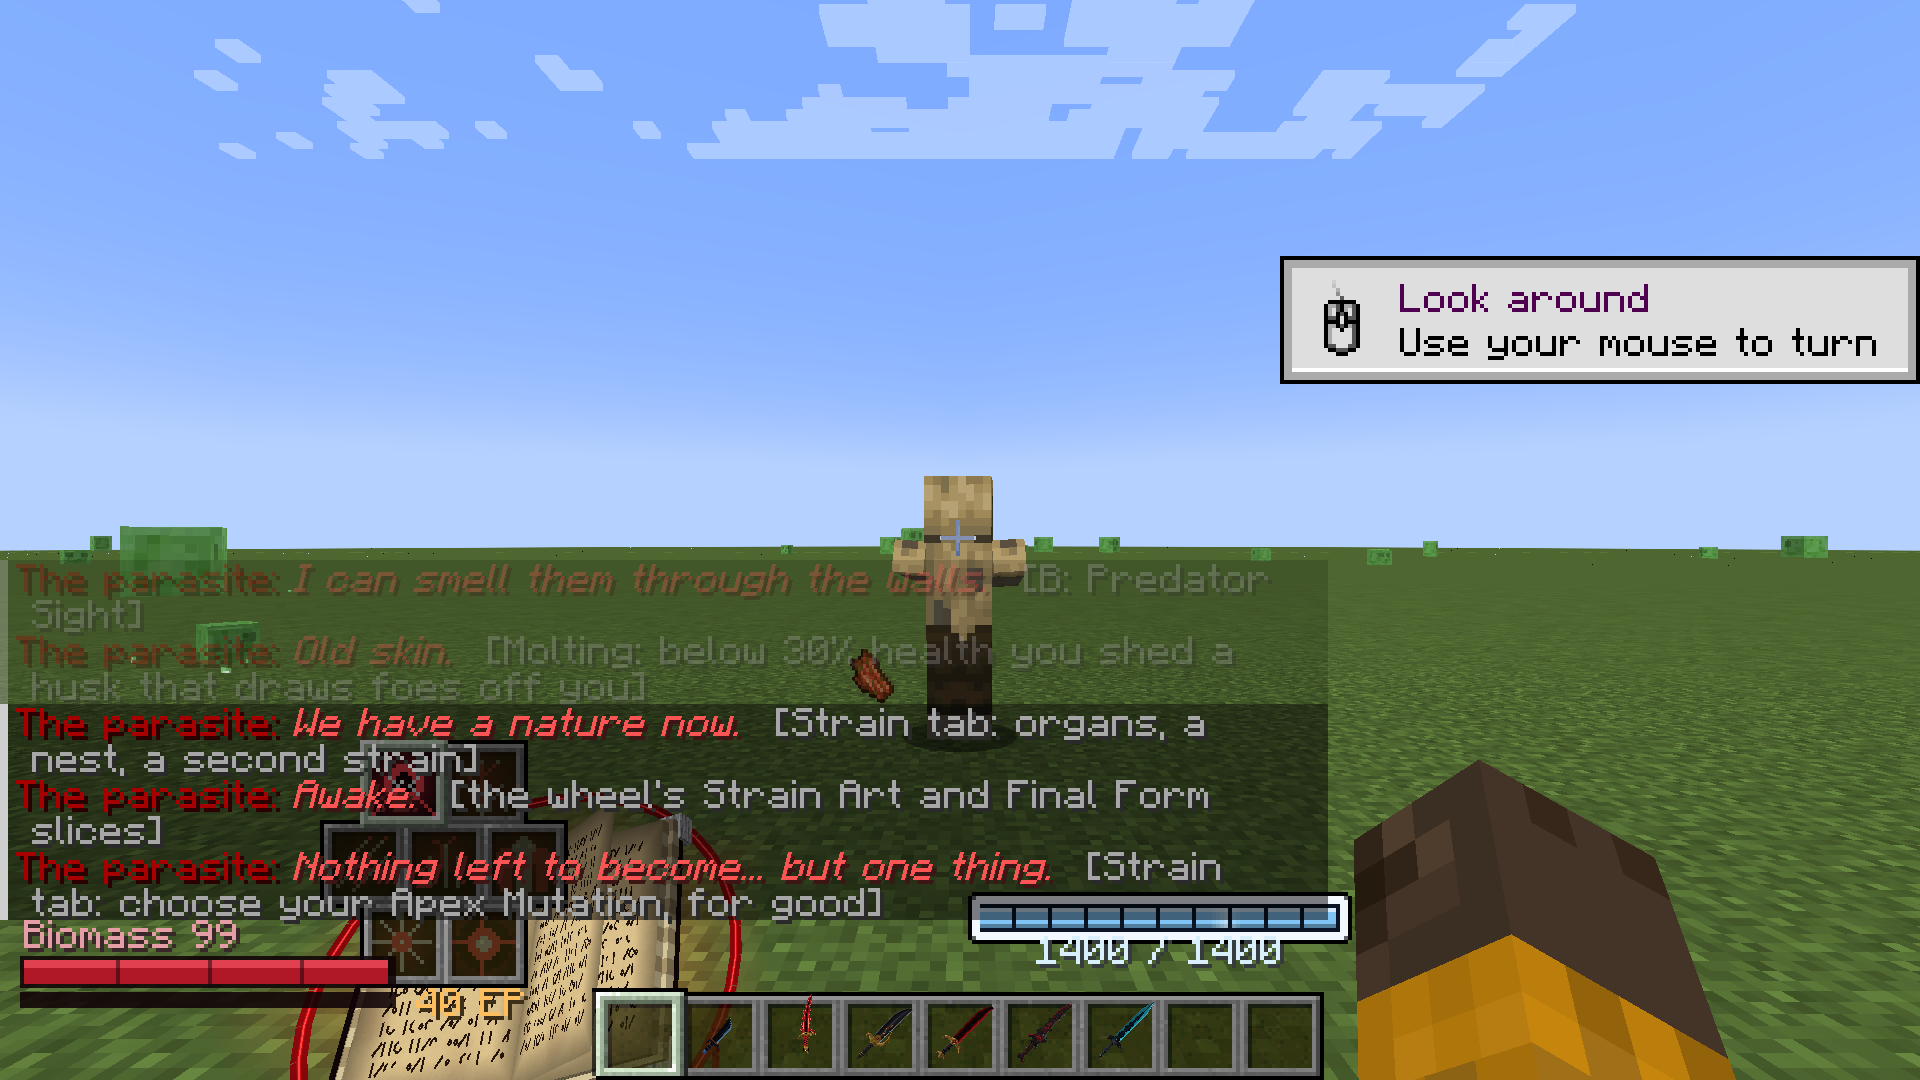 Look around
Use your mouse to turn
The parasite: I can smell them through the walls. [B: Predator
Sight]
The parasite: Old skin. [Molting: below 30% health you shed a
husk that draws foes off you]
The parasite: We have a nature now. [Strain tab: organs, a
nest, a second strain]
The parasite: Awake. [the wheel's Strain Art and Final Form
slices]
The parasite: Nothing left to become... but one thing. [Strain
tab: choose your Apex Mutation, for good]
Biomass 99
1400 / 1400
40 EP